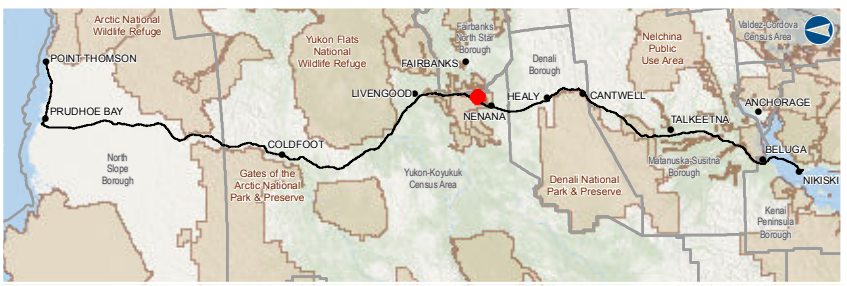 Arctic National
Wildlife Refuge
POINT THOMSON
PRUDHOE BAY
North
Slope
Borough
COLDFOOT
Gates of the
Arctic National
Park & Preserve
Yukon Flats
National
Wildlife Refuge
LIVENGOOD
Yukon-Koyukuk
Census Area
Fairbanks
North Star
Borough
FAIRBANKS
NENANA
Denali
Borough
HEALY
CANTWELL
Denali National
Park & Preserve
Nelchina
Public
Use Area
TALKEETNA
Matanuska-Susitna
Borough
Valdez-Cordova
Census Area
ANCHORAGE
BELUGA
NIKISKI
Kenai
Peninsula
Borough